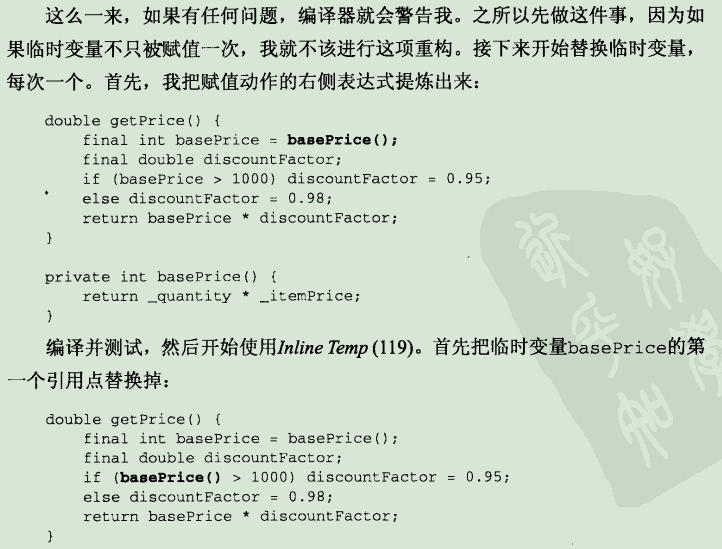 这么一来，如果有任何问题，编译器就会警告我。之所以先做这件事，因为如
果临时变量不只被赋值一次，我就不该进行这项重构。接下来开始替换临时变量，
每次一个。首先，我把赋值动作的右侧表达式提炼出来：
double getPrice() {
final int basePrice = basePrice();
final double discountFactor;
if (basePrice > 1000) discountFactor = 0.95;
else discountFactor = 0.98;
return basePrice * discountFactor;
}
private int basePrice() {
return _quantity * _itemPrice;
}
编译并测试，然后开始使用Inline Temp (119)。首先把临时变量basePrice的第
一个引用点替换掉：
double getPrice() {
final int basePrice = basePrice();
final double discountFactor;
if (basePrice() > 1000) discountFactor = 0.95;
else discountFactor = 0.98;
return basePrice * discountFactor;
}